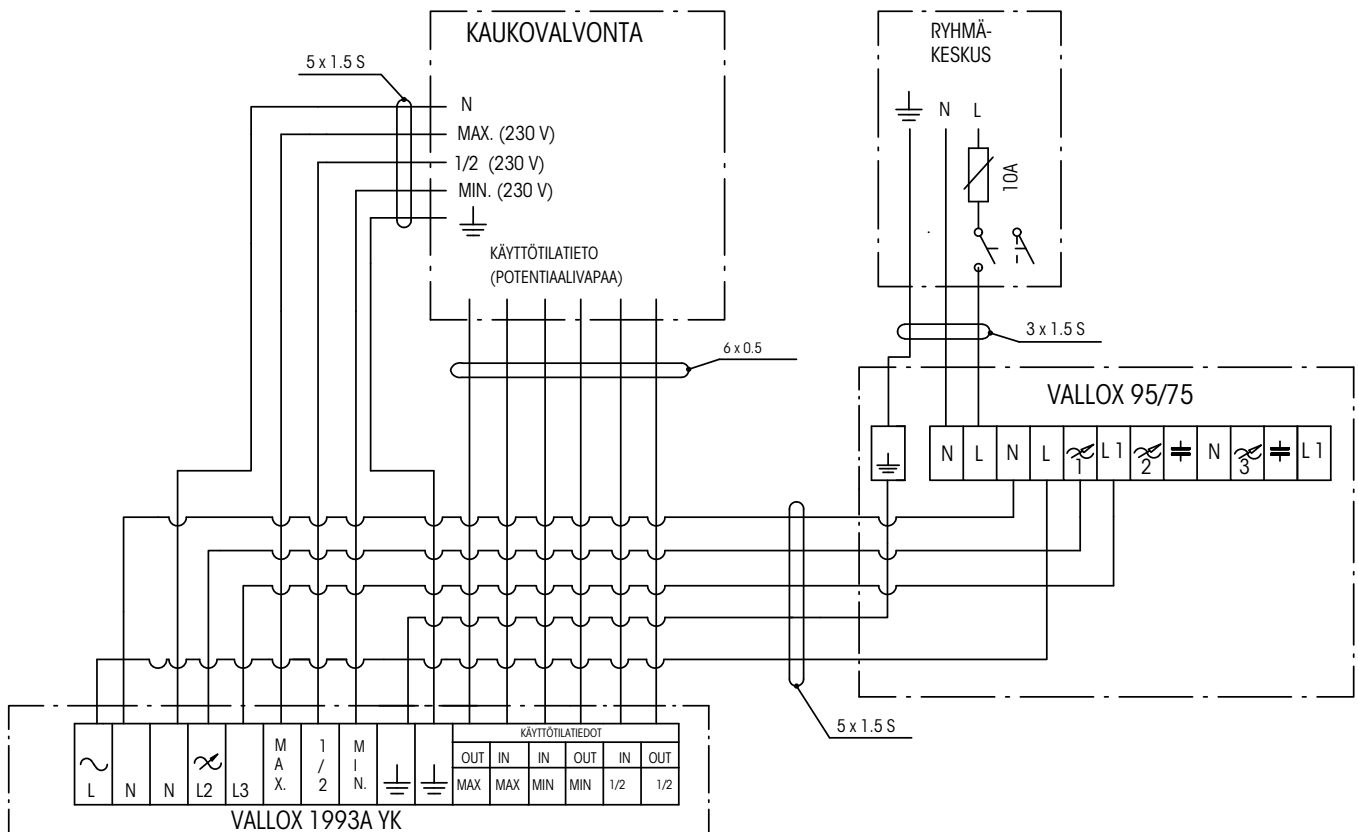 KAUKOVALVONTA
5 x 1.5 S
N
MAX. (230 V)
1/2 (230 V)
MIN. (230 V)
KÄYTTÖTILATIETO
(POTENTIAALIVAPAA)
6 x 0.5
RYHMÄ-
KESKUS
N L
10A
3 x 1.5 S
VALLOX 95/75
N L N L 1 L1 2 N 3 L1
5 x 1.5 S
L N N L2 L3 MAX. 1/2 MIN.
KÄYTTÖTILATIEDOT
OUT IN IN OUT IN OUT
MAX MAX MIN MIN 1/2 1/2
VALLOX 1993A YK